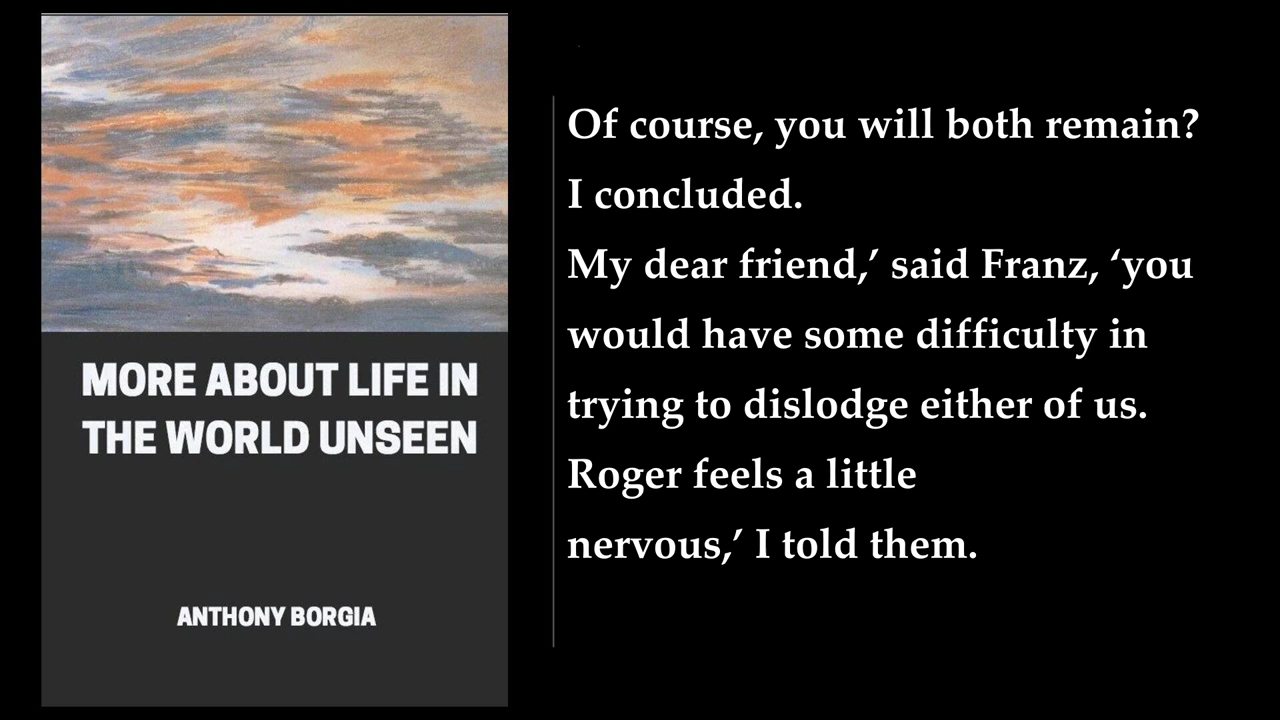 MORE ABOUT LIFE IN
THE WORLD UNSEEN
ANTHONY BORGIA
Of course, you will both remain?
I concluded.
My dear friend,’ said Franz, ‘you
would have some difficulty in
trying to dislodge either of us.
Roger feels a little
nervous,’ I told them.